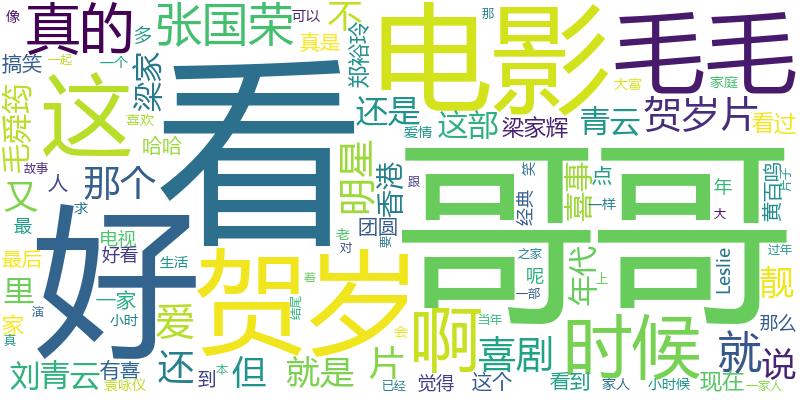 像
真的
多
张国荣
可以
不
电影
那
毛毛
搞笑
一起
一个
梁家
真是
郑裕玲
大富
家庭
这
看
还是
这部
梁家辉
青云
贺岁片
看过
毛舜筠
喜欢
哈哈
爱情
哥哥
故事
人
那个
明星
香港
跟
经典
笑
喜事
点
一样
年
大
黄百鸣
片子
又
求
最
好
电视
好看
团圆
老
对
要
最后
生活
贺岁
着
之家
呢
一部
年代
上
Leslie
过年
靓
里
家
演
真
一家
小时
爱
结尾
会
啊
当年
时候
就
那么
说
刘青云
有喜
袁咏仪
还
到
本
但
就是
片
已经
喜剧
觉得
这个
看到
家人
小时候
现在
一家人